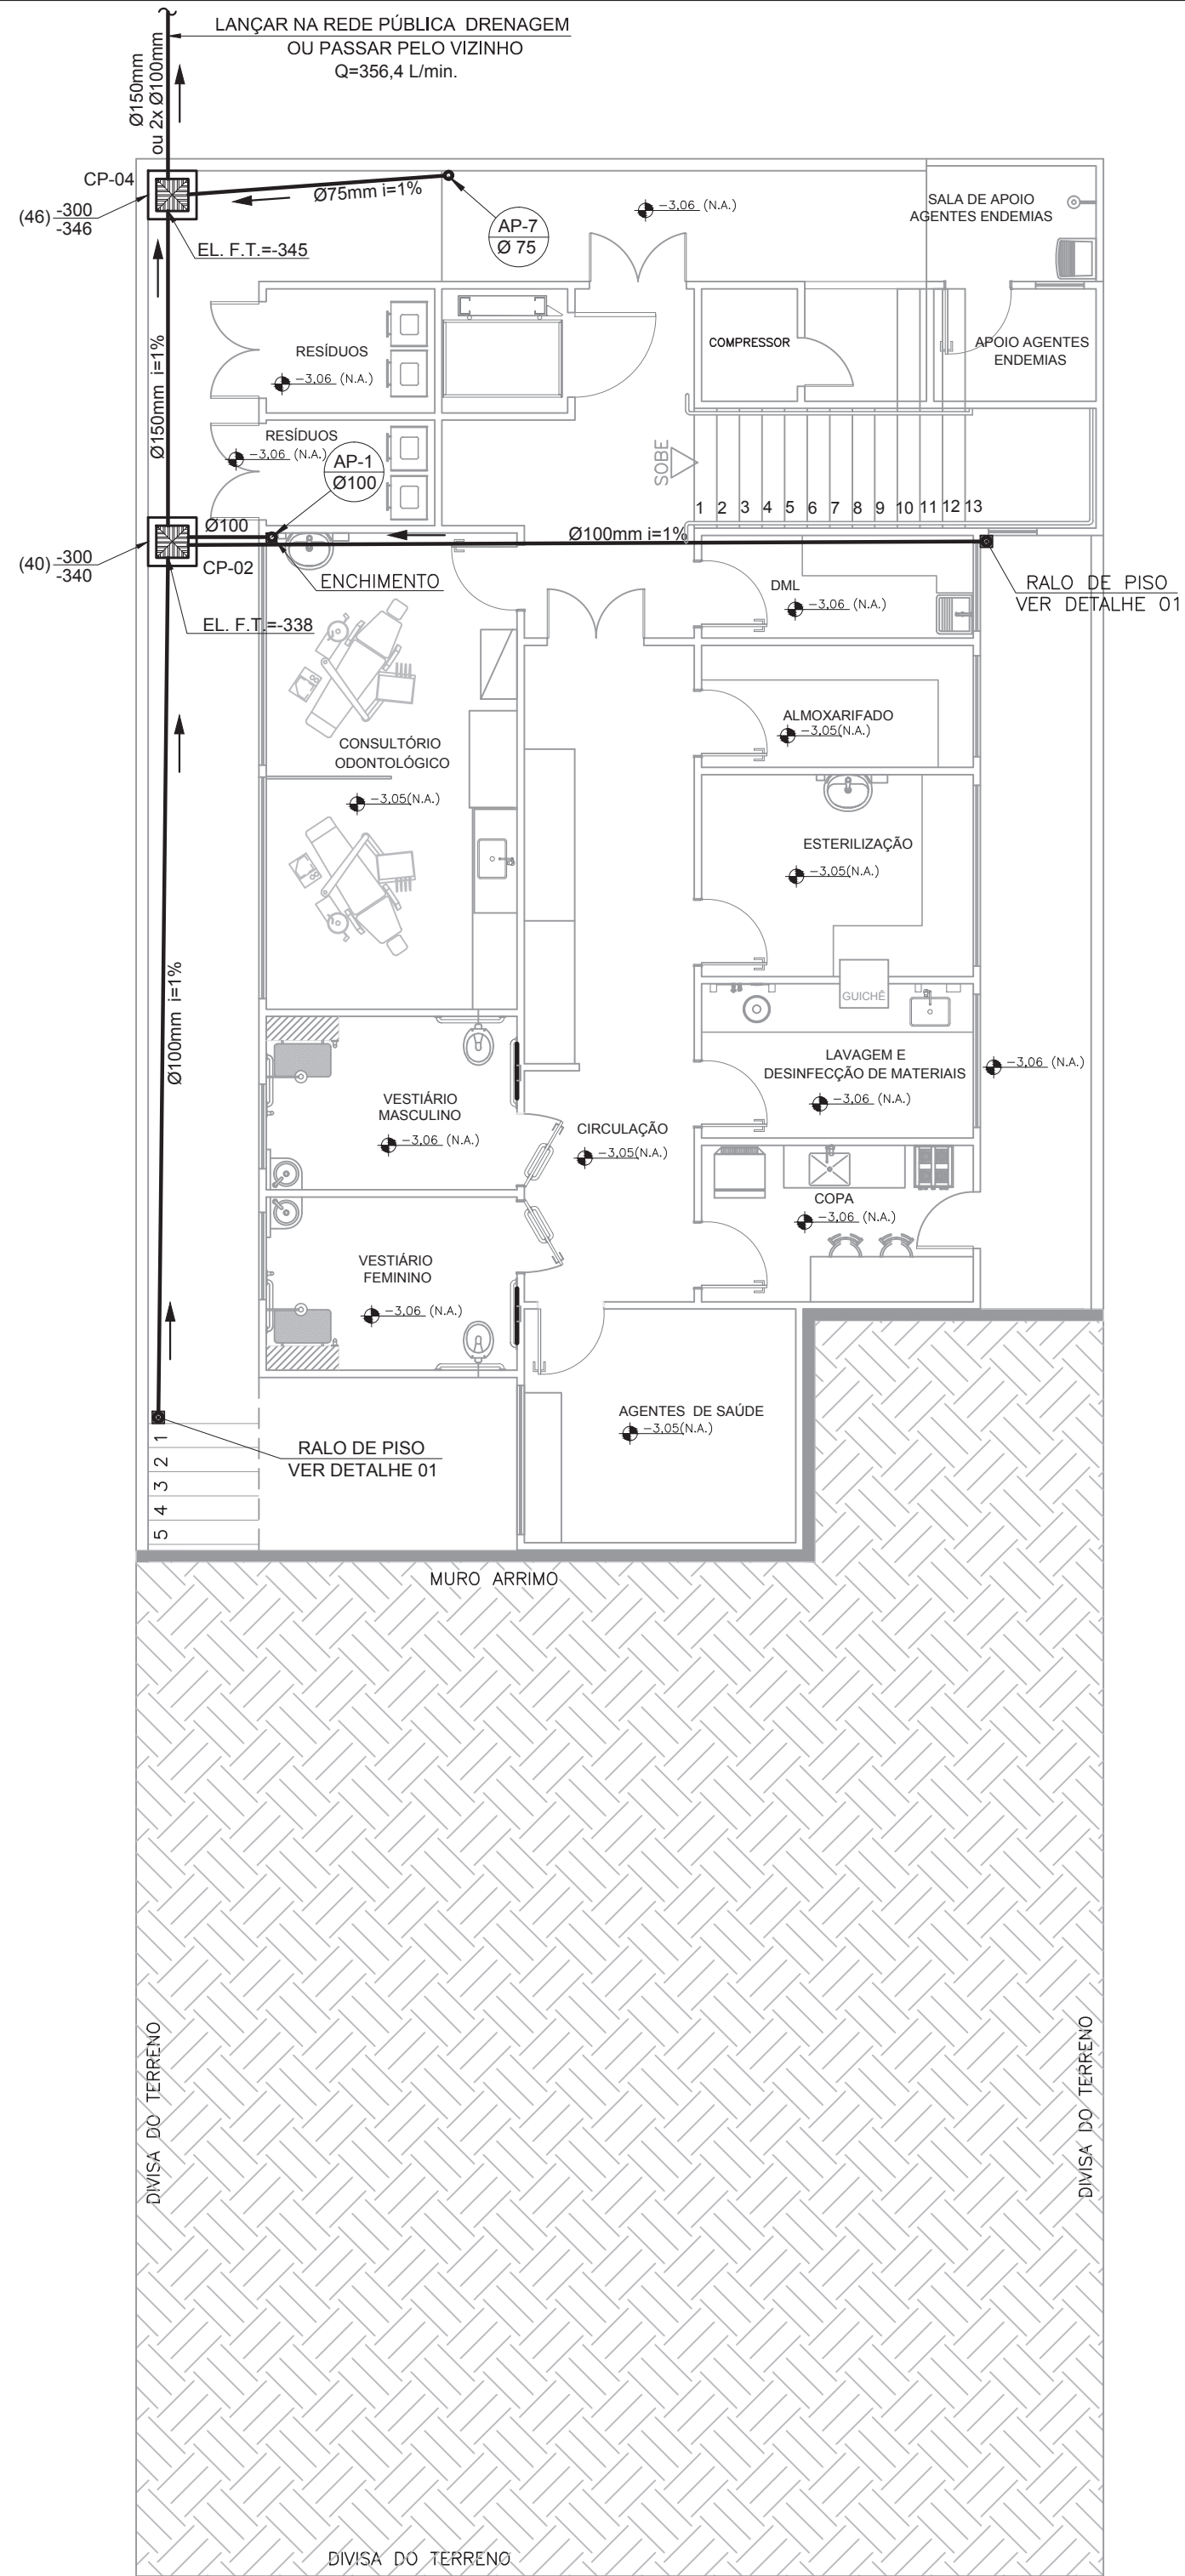 LANÇAR NA REDE PÚBLICA DRENAGEM
OU PASSAR PELO VIZINHO
Q=356,4 L/min.
Ø150mm
ou 2x Ø100mm
CP-04
(46) -300
-346
EL. F.T.=-345
Ø75mm i=1%
AP-7
Ø 75
-3,06 (N.A.)
SALA DE APOIO
AGENTES ENDEMIAS
RESÍDUOS
-3,06 (N.A.)
COMPRESSOR
APOIO AGENTES
ENDEMIAS
Ø150mm i=1%
RESÍDUOS
-3,06 (N.A.)
AP-1
Ø100
SOBE
1 2 3 4 5 6 7 8 9 10 11 12 13
Ø100
Ø100mm i=1%
(40) -300
-340
CP-02
ENCHIMENTO
EL. F.T.=-338
DML
-3,06 (N.A.)
RALO DE PISO
VER DETALHE 01
CONSULTÓRIO
ODONTOLÓGICO
-3,05(N.A.)
ALMOXARIFADO
-3,05(N.A.)
ESTERILIZAÇÃO
-3,05(N.A.)
GUICHÊ
Ø100mm i=1%
LAVAGEM E
DESINFECÇÃO DE MATERIAIS
-3,06 (N.A.)
-3,06 (N.A.)
VESTIÁRIO
MASCULINO
-3,06 (N.A.)
CIRCULAÇÃO
-3,05(N.A.)
COPA
-3,06 (N.A.)
VESTIÁRIO
FEMININO
-3,06 (N.A.)
AGENTES DE SAÚDE
-3,05(N.A.)
RALO DE PISO
VER DETALHE 01
1
2
3
4
5
MURO ARRIMO
DIVISA DO TERRENO
DIVISA DO TERRENO
DIVISA DO TERRENO